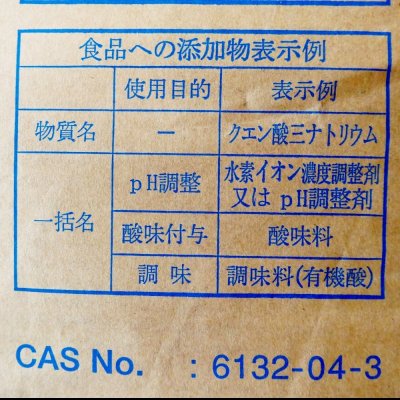 食品への添加物表示例
使用目的 表示例
物質名 － クエン酸三ナトリウム
一括名 pH調整 水素イオン濃度調整剤
又は pH調整剤
酸味付与 酸味料
調味 調味料(有機酸)
CAS No. : 6132-04-3